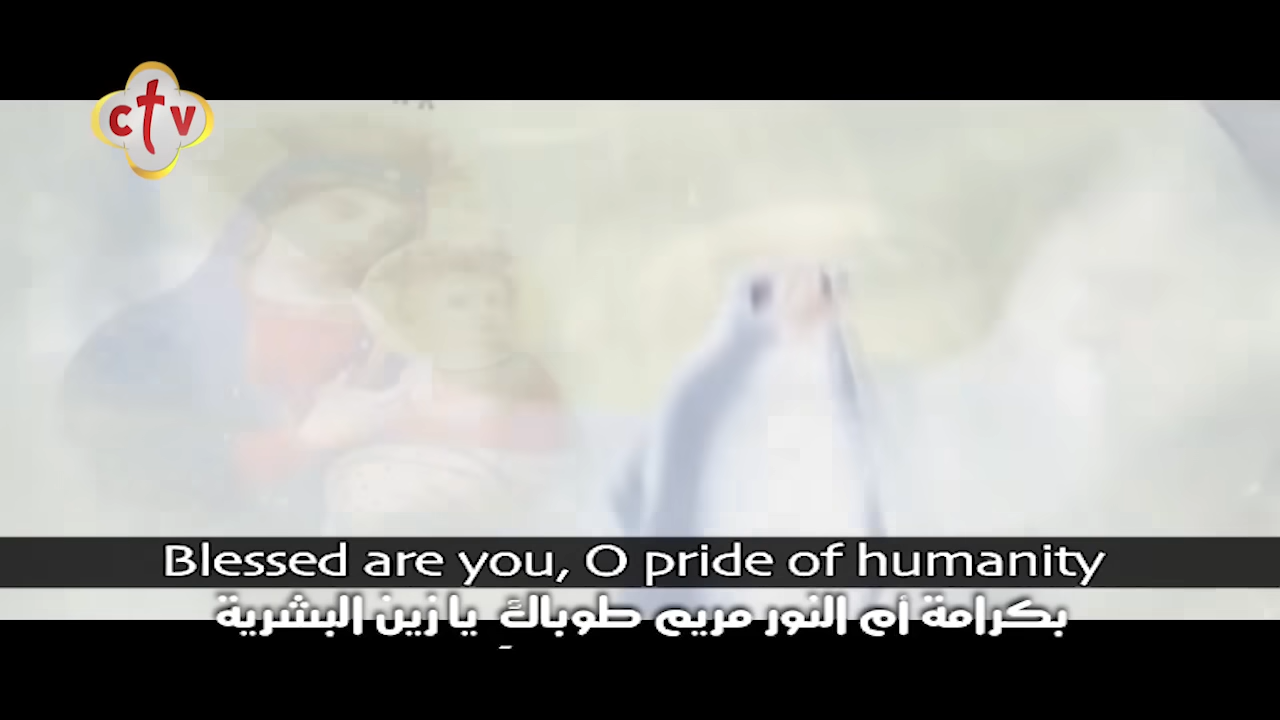 ctv
Blessed are you, O pride of humanity
بكرامة أم النور مريم طوباكِ يا زين البشرية